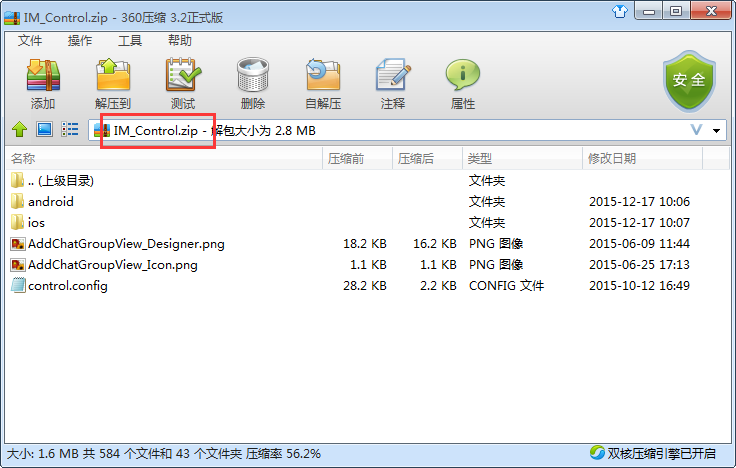 IM_Control.zip - 360压缩 3.2正式版
文件 操作 工具 帮助
添加 解压到 测试 删除 自解压 注释 属性 安全
IM_Control.zip - 解包大小为 2.8 MB
名称 压缩前 压缩后 类型 修改日期
.. (上级目录) 文件夹
android 文件夹 2015-12-17 10:06
ios 文件夹 2015-12-17 10:07
AddChatGroupView_Designer.png 18.2 KB 16.2 KB PNG 图像 2015-06-09 11:44
AddChatGroupView_Icon.png 1.1 KB 1.1 KB PNG 图像 2015-06-25 17:13
control.config 28.2 KB 2.2 KB CONFIG 文件 2015-10-12 16:49
大小: 1.6 MB 共 584 个文件和 43 个文件夹 压缩率 56.2% 双核压缩引擎已开启